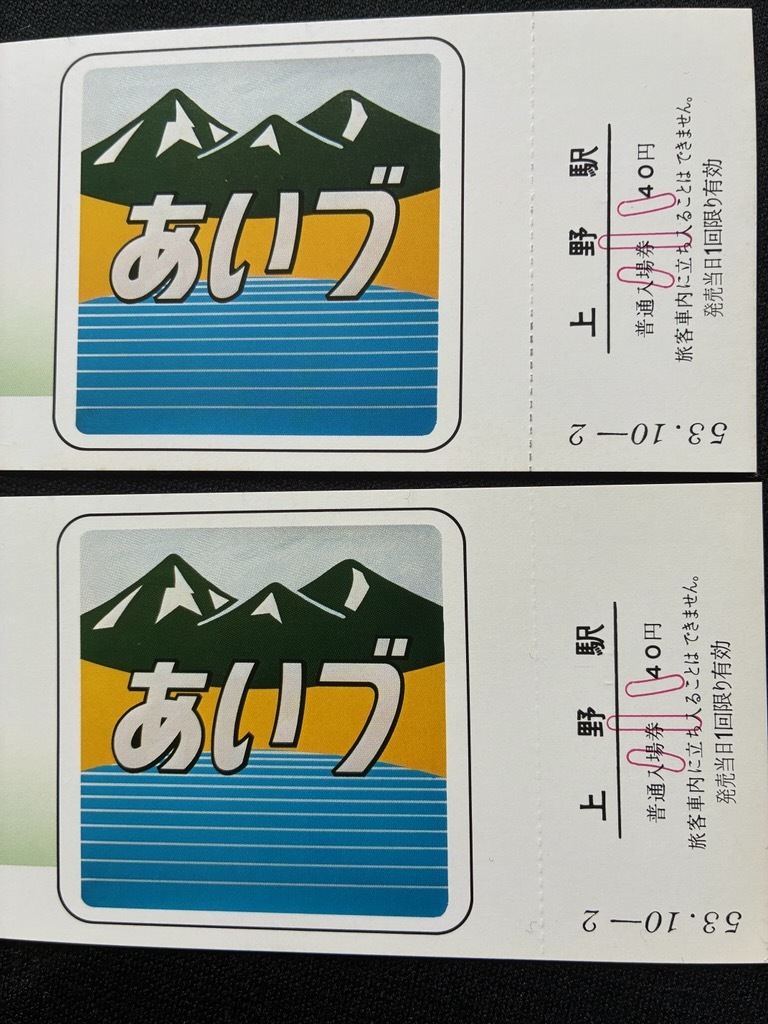 あいづ
上野駅
普通入場券 40円
小
旅客車内に立ち入ることはできません。
発売当日1回限り有効
53.10-2
あいづ
上野駅
普通入場券 40円
小
旅客車内に立ち入ることはできません。
発売当日1回限り有効
53.10-2